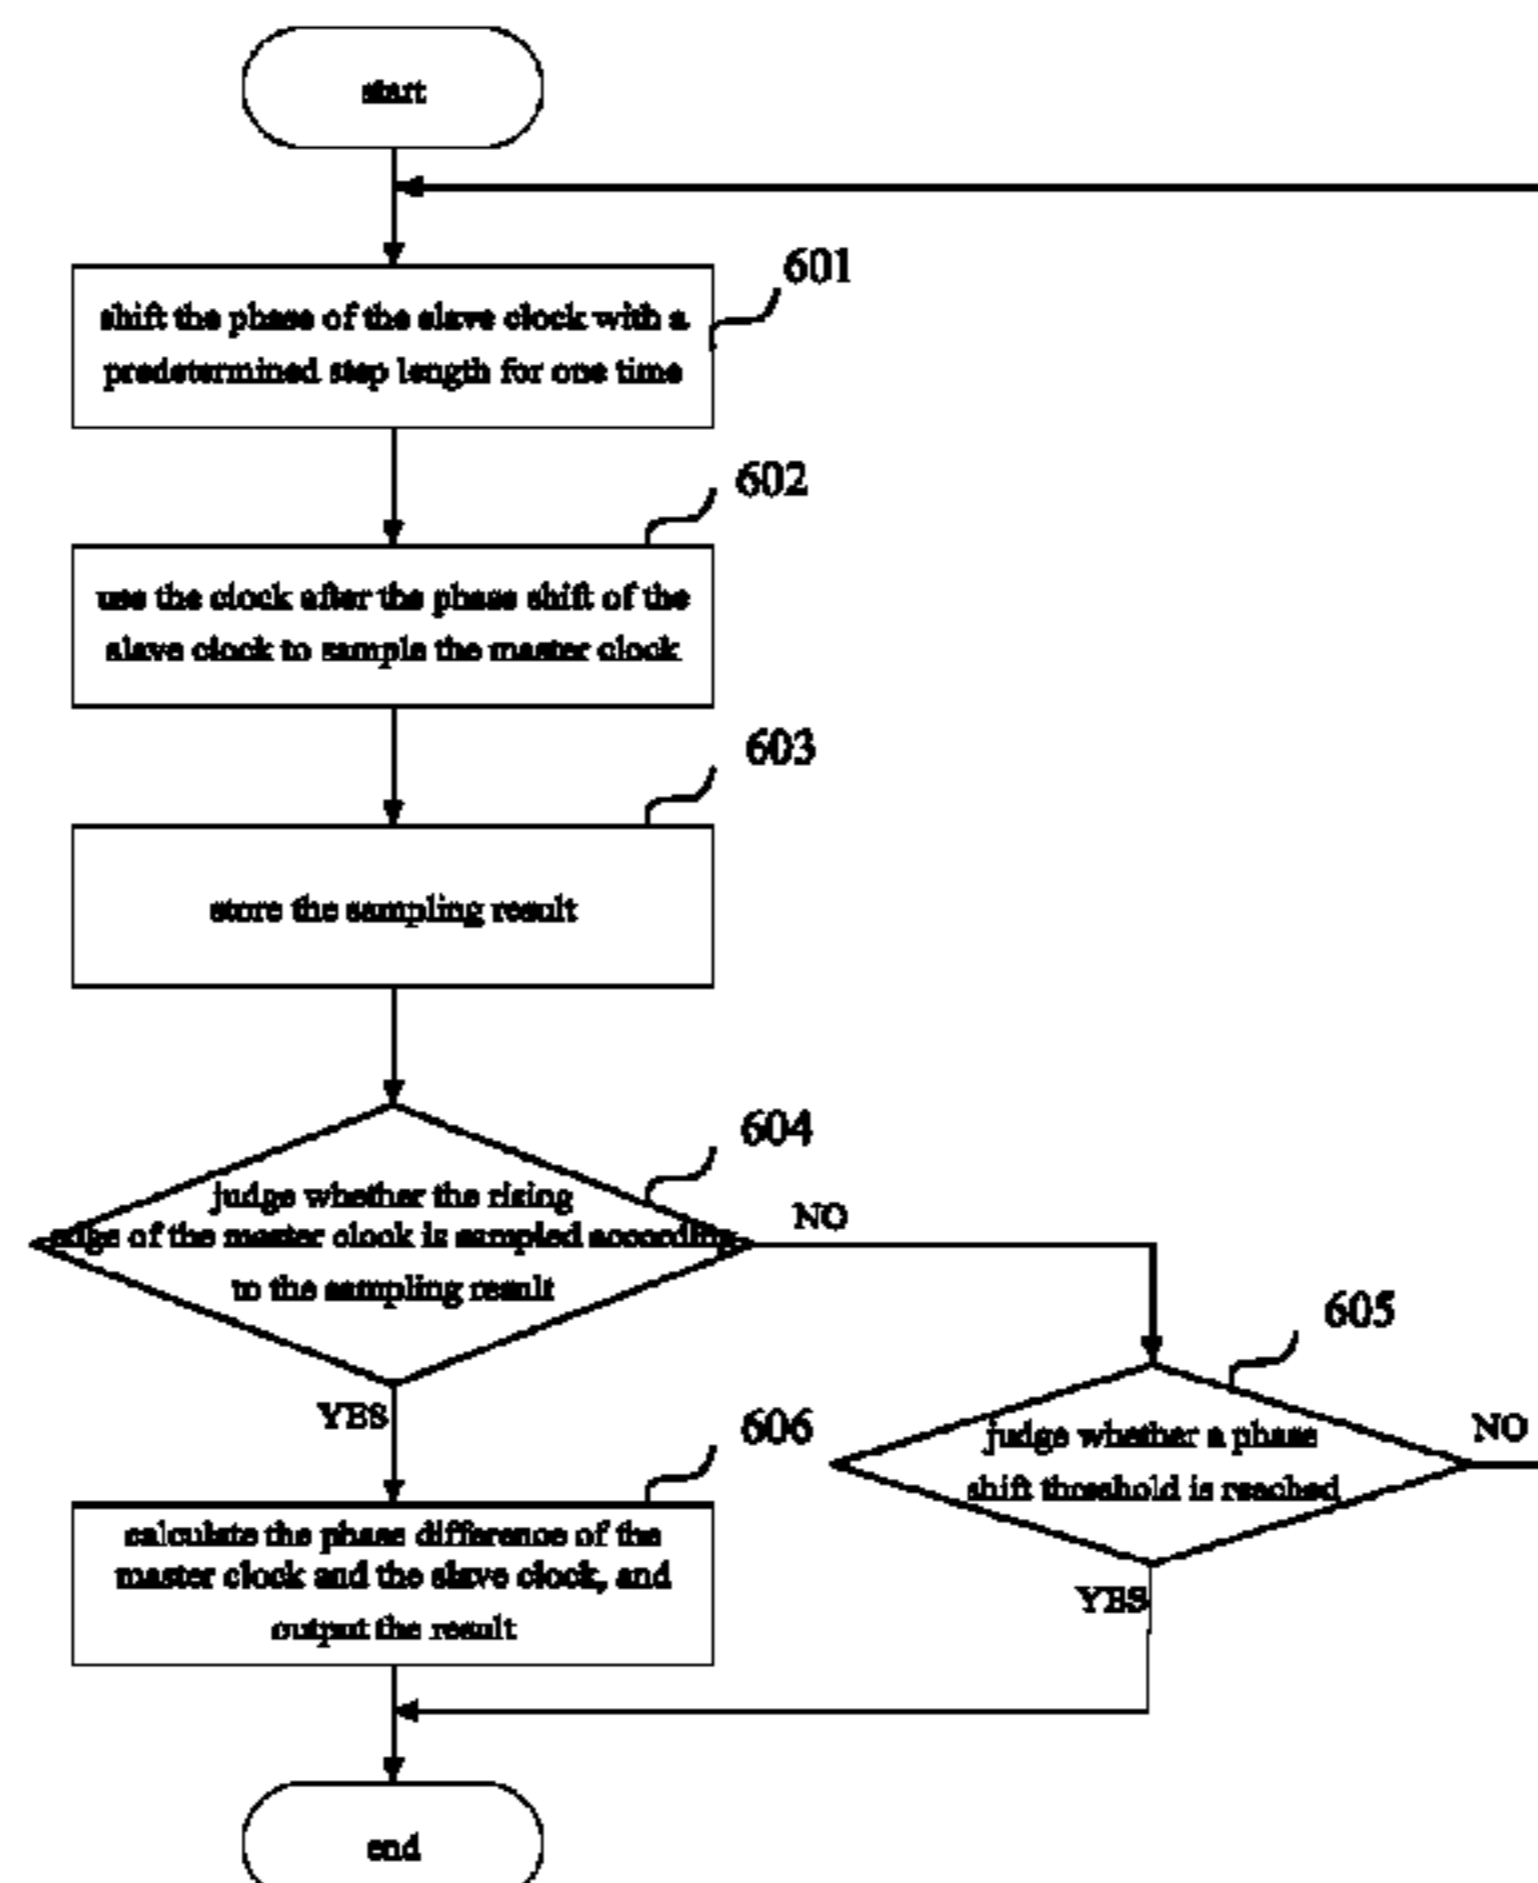 start
601
shift the phase of the slave clock with a
predetermined step length for one time
602
use the clock after the phase shift of the
slave clock to sample the master clock
603
store the sampling result
604
judge whether the rising
edge of the master clock is sampled according
to the sampling result
NO
605
judge whether a phase
shift threshold is reached
NO
YES
606
calculate the phase difference of the
master clock and the slave clock, and
output the result
YES
end